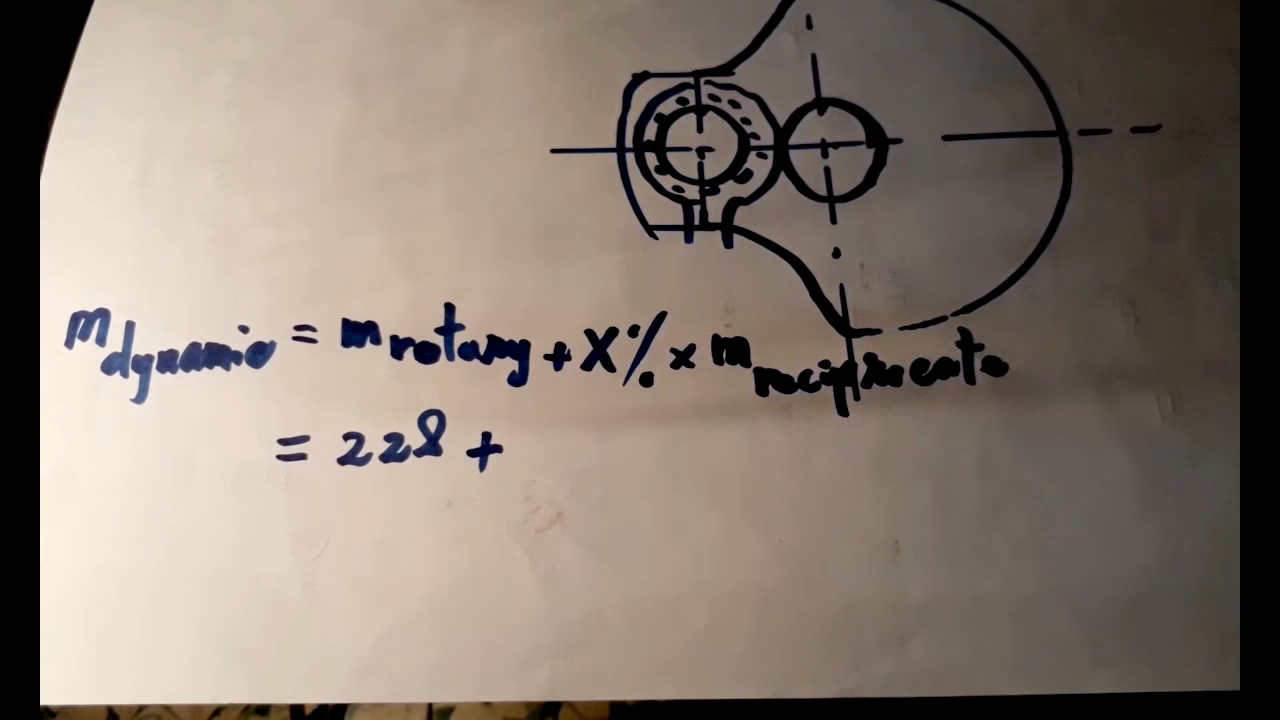 m dynamic = m rotary + X% × m reciprocate
= 228 +